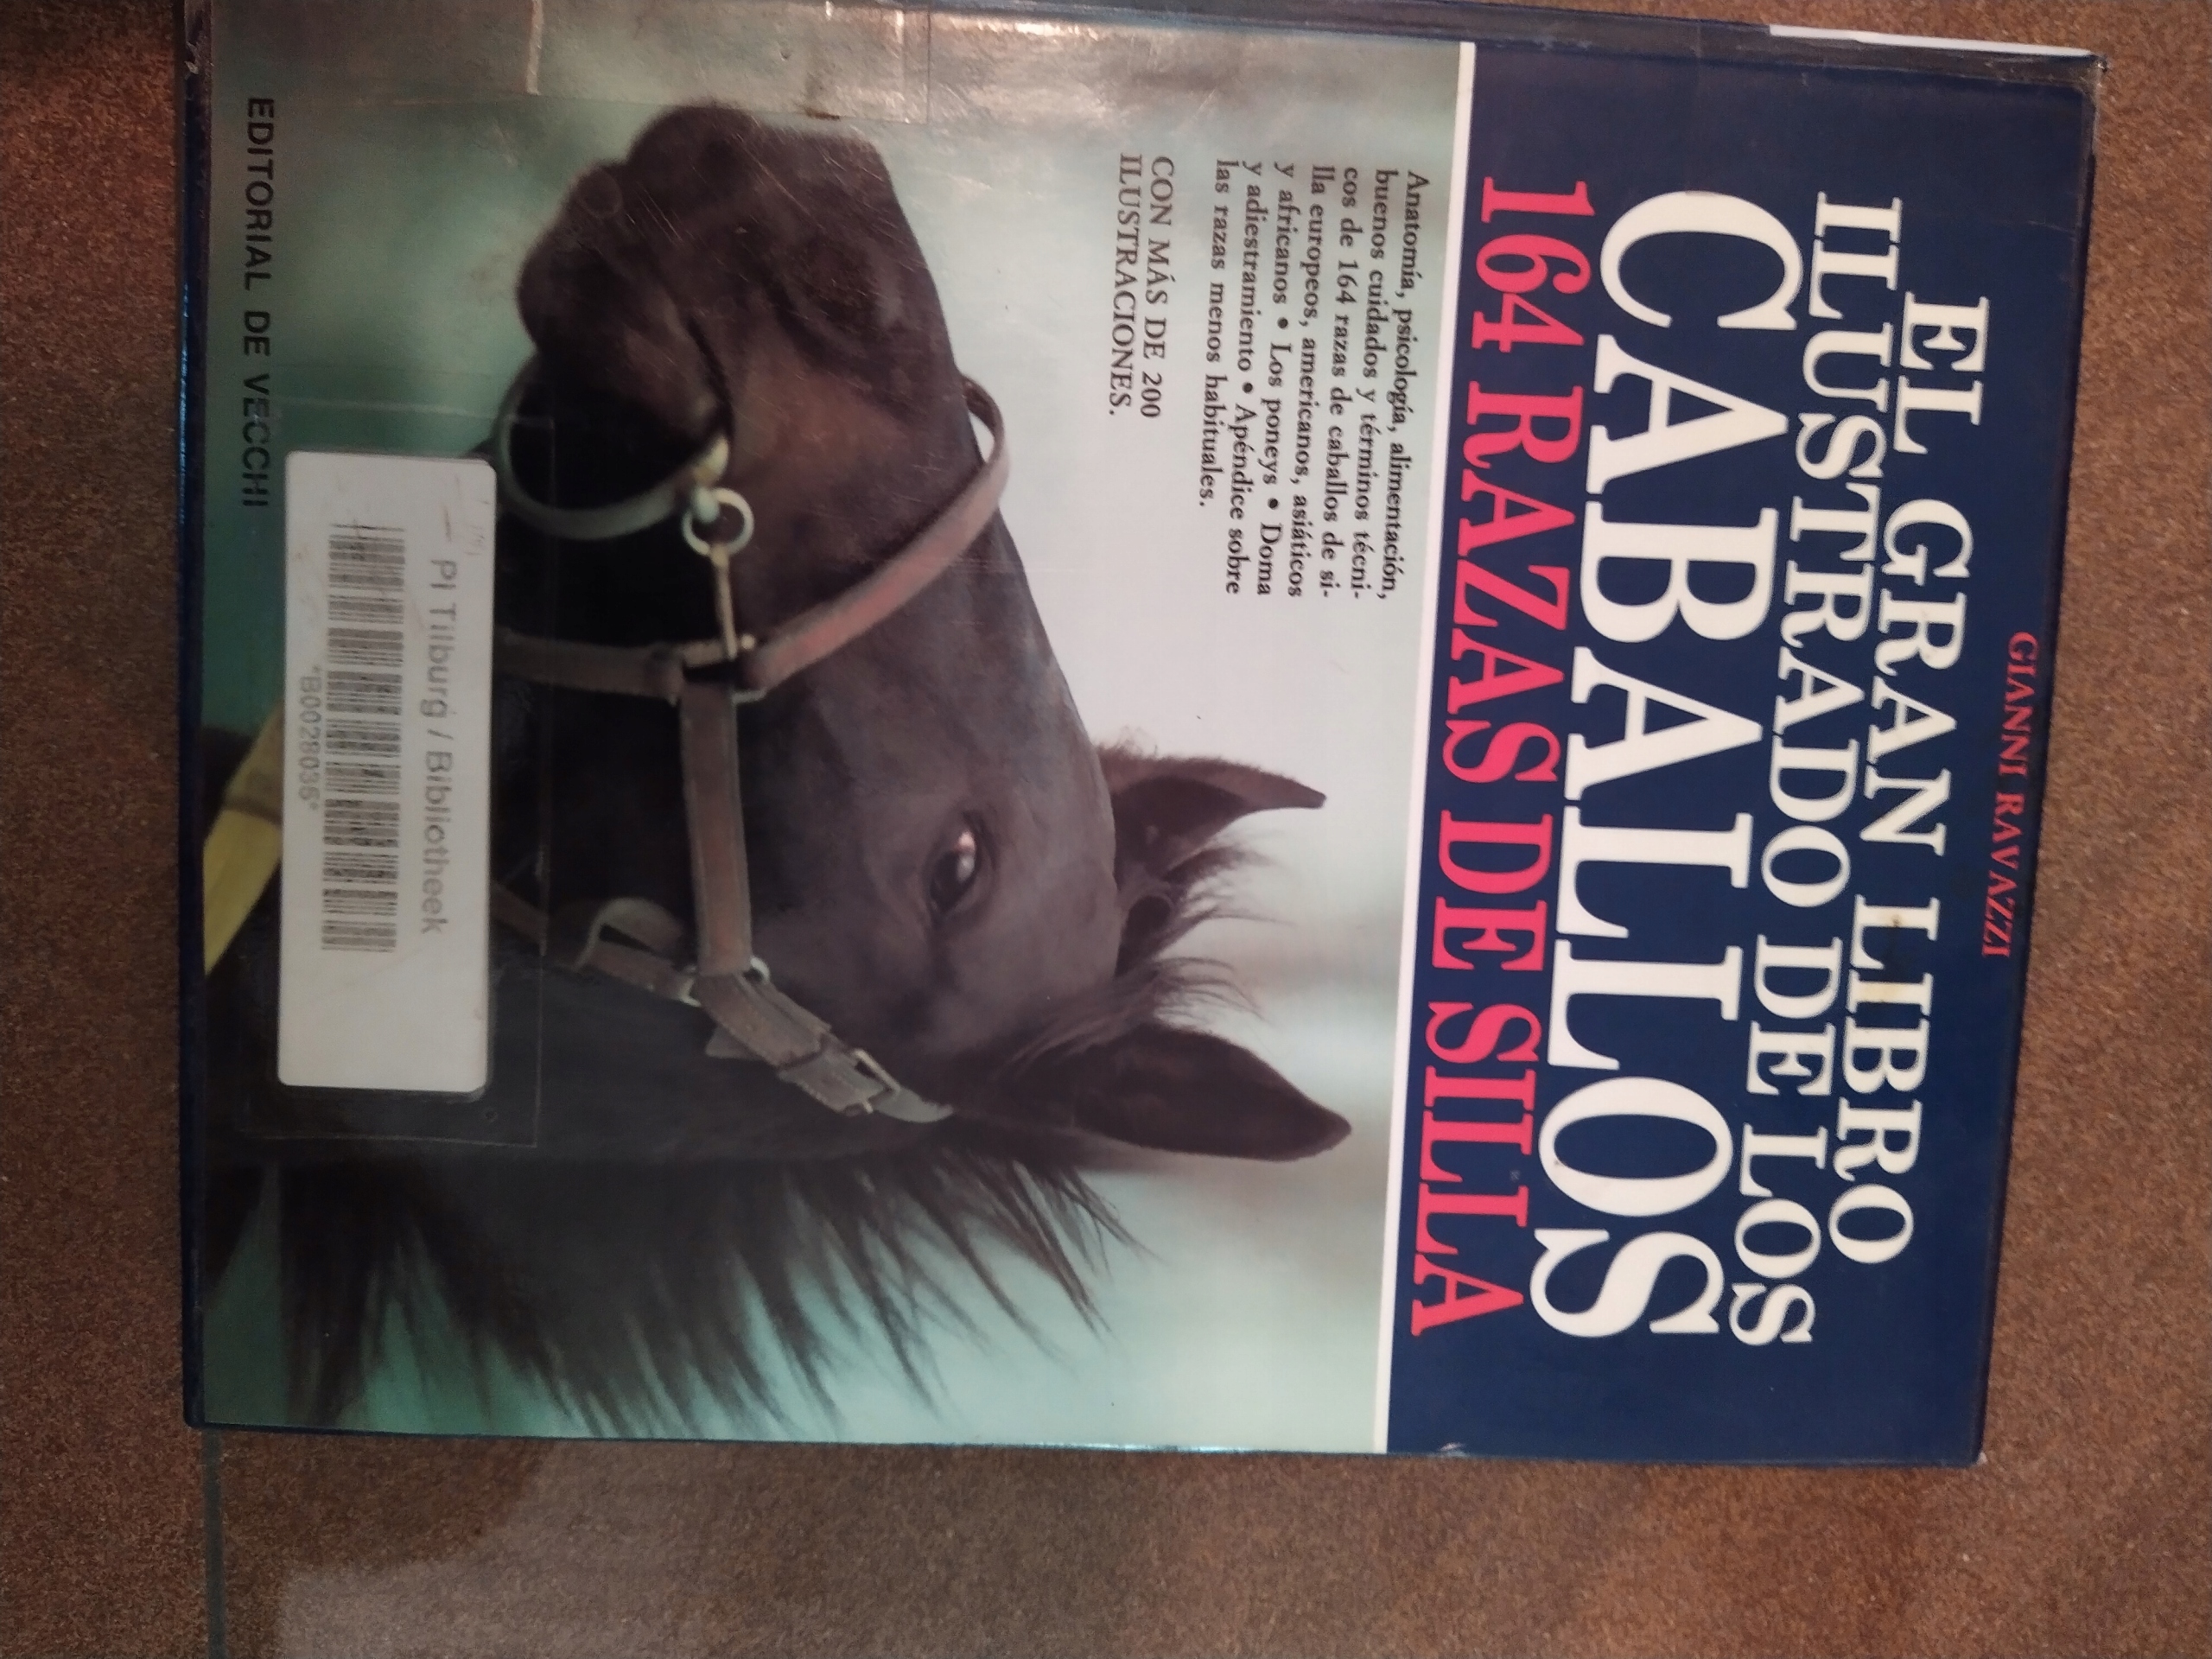 GIANNI RAVAZZI
EL GRAN LIBRO
ILUSTRADO DE LOS
CABALLOS
164 RAZAS DE SILLA
Anatomía, psicología, alimentación,
buenos cuidados y términos técni-
cos de 164 razas de caballos de si-
lla europeos, americanos, asiáticos
y africanos • Los poneys • Doma
y adiestramiento • Apéndice sobre
las razas menos habituales.
CON MÁS DE 200
ILUSTRACIONES.
PI Tilburg / Bibliotheek
*B0028035*
EDITORIAL DE VECCHI